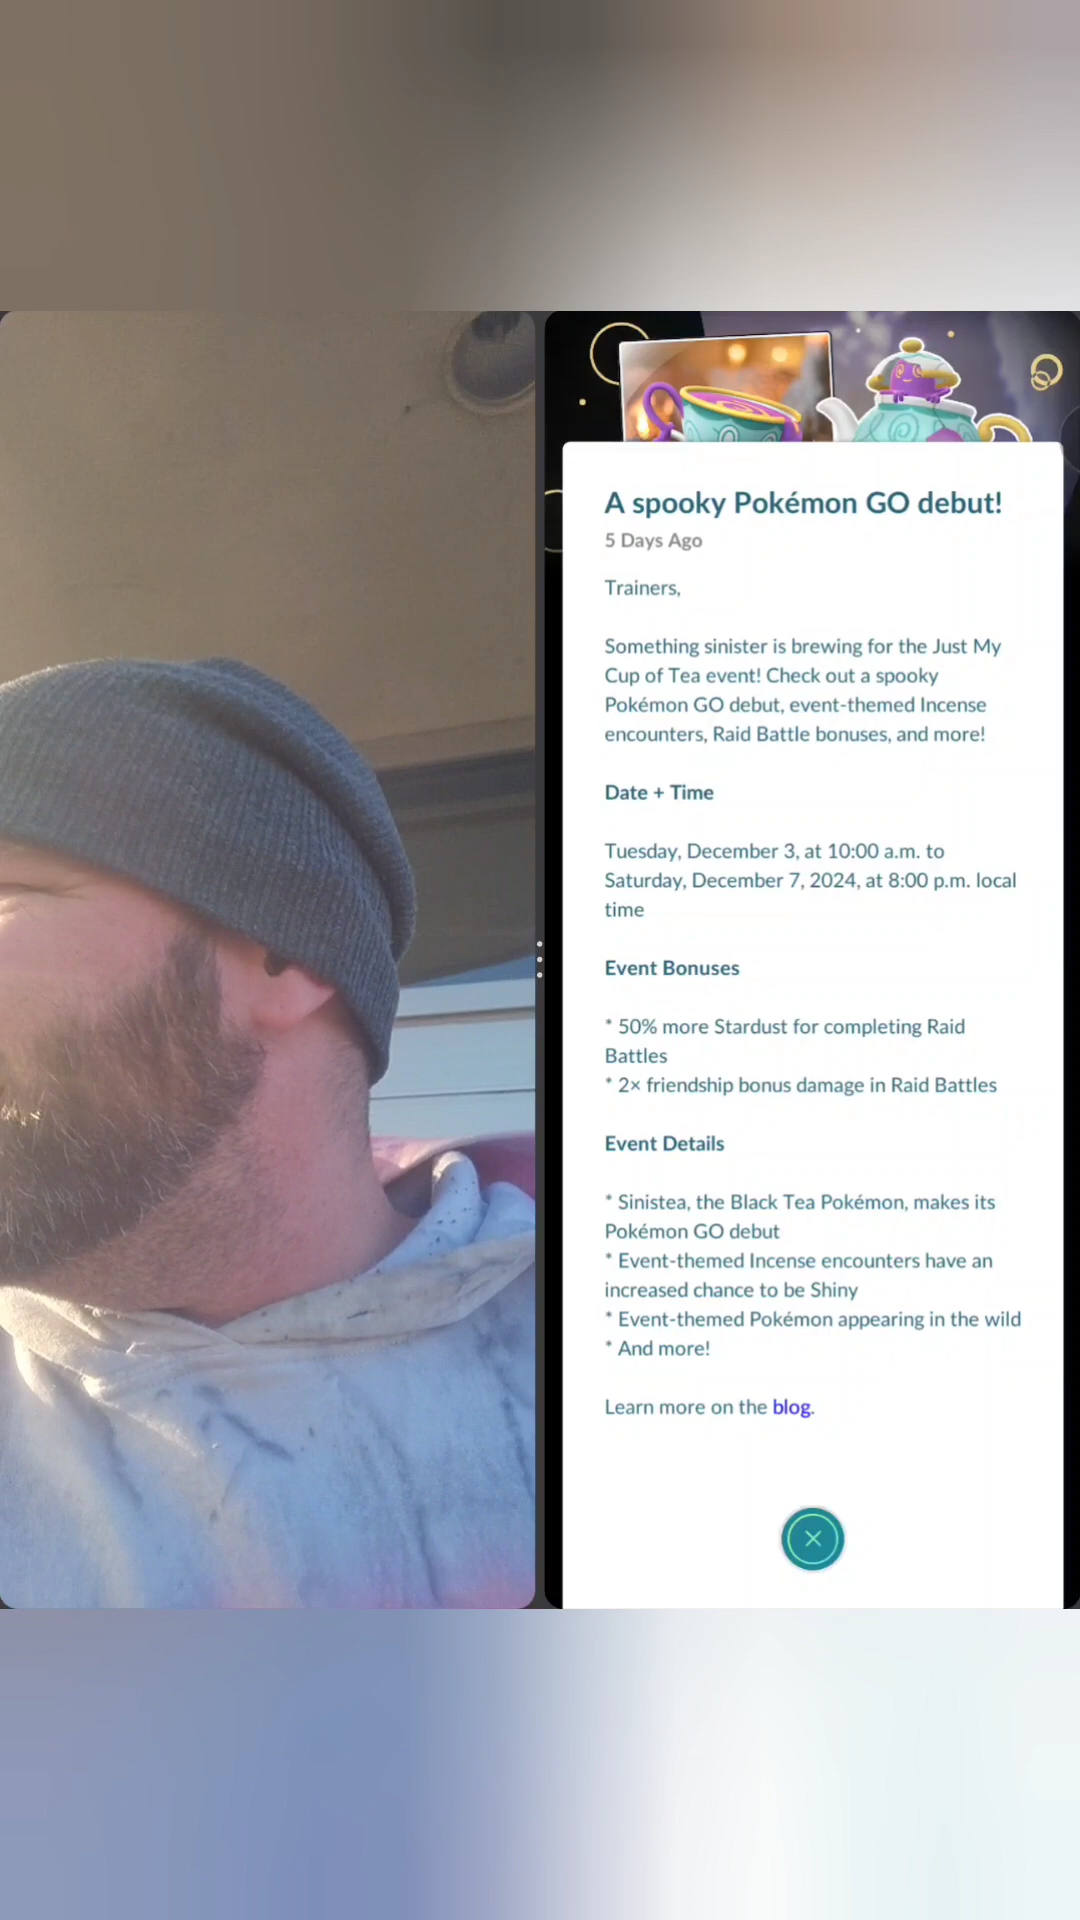 A spooky Pokémon GO debut!
5 Days Ago
Trainers,
Something sinister is brewing for the Just My
Cup of Tea event! Check out a spooky
Pokémon GO debut, event-themed Incense
encounters, Raid Battle bonuses, and more!
Date + Time
Tuesday, December 3, at 10:00 a.m. to
Saturday, December 7, 2024, at 8:00 p.m. local
time
Event Bonuses
* 50% more Stardust for completing Raid
Battles
* 2× friendship bonus damage in Raid Battles
Event Details
* Sinistea, the Black Tea Pokémon, makes its
Pokémon GO debut
* Event-themed Incense encounters have an
increased chance to be Shiny
* Event-themed Pokémon appearing in the wild
* And more!
Learn more on the blog.